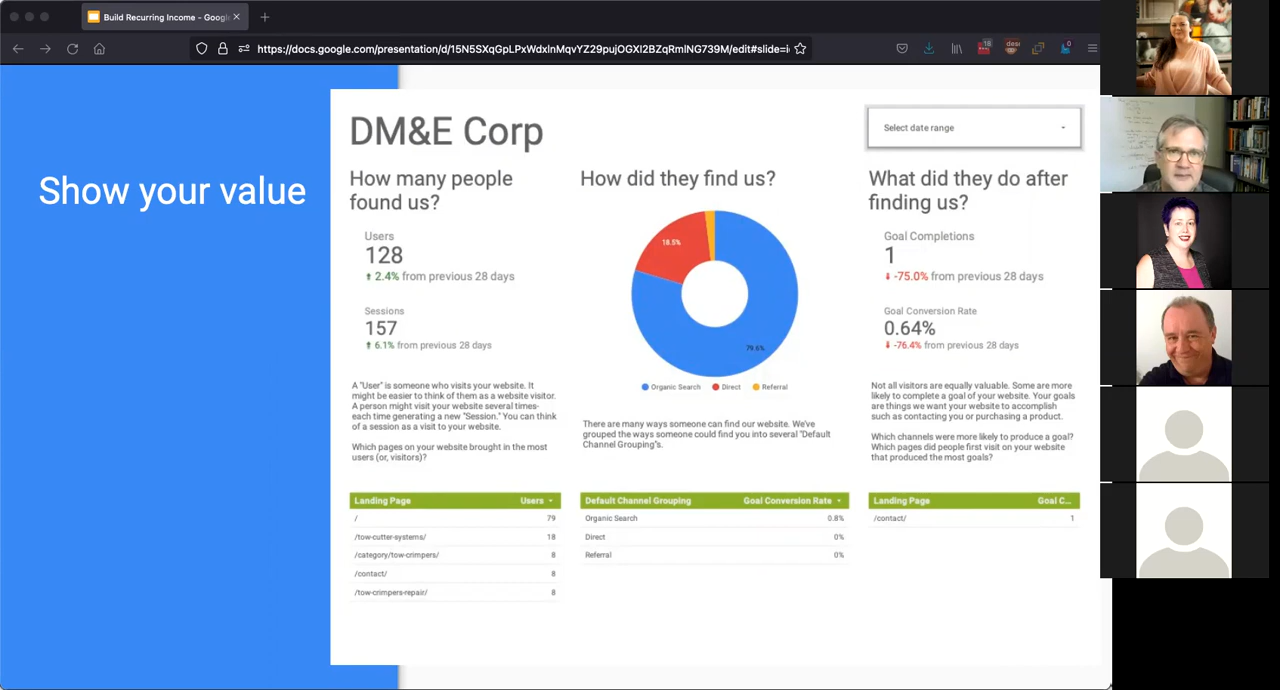 Build Recurring Income - Googl
https://docs.google.com/presentation/d/15N5SXqGpLPxWdxlnMqvYZ29pujOGXl2BZqRmlNG739M/edit#slide=i
18
0
Show your value
DM&E Corp
Select date range
How many people
found us?
Users
128
2.4% from previous 28 days
Sessions
157
6.1% from previous 28 days
A "User" is someone who visits your website. It
might be easier to think of them as a website visitor.
A person might visit your website several times-
each time generating a new "Session." You can think
of a session as a visit to your website.
Which pages on your website brought in the most
users (or, visitors)?
Landing Page Users
/ 79
/tow-cutter-systems/ 18
/category/tow-crimpers/ 8
/contact/ 8
/tow-crimpers-repair/ 8
How did they find us?
18.5%
79.6%
Organic Search Direct Referral
There are many ways someone can find our website. We've
grouped the ways someone could find you into several "Default
Channel Grouping"s.
Default Channel Grouping Goal Conversion Rate
Organic Search 0.8%
Direct 0%
Referral 0%
What did they do after
finding us?
Goal Completions
1
-75.0% from previous 28 days
Goal Conversion Rate
0.64%
-76.4% from previous 28 days
Not all visitors are equally valuable. Some are more
likely to complete a goal of your website. Your goals
are things we want your website to accomplish
such as contacting you or purchasing a product.
Which channels were more likely to produce a goal?
Which pages did people first visit on your website
that produced the most goals?
Landing Page Goal C...
/contact/ 1